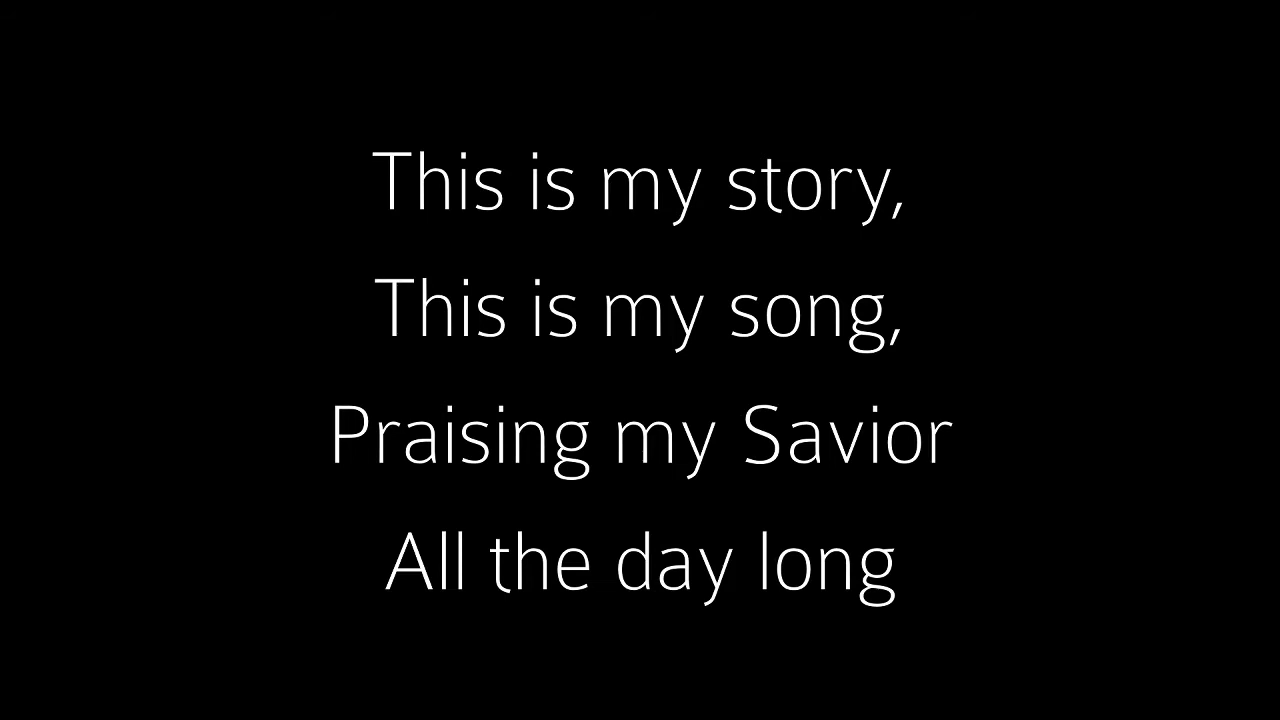 This is my story,
This is my song,
Praising my Savior
All the day long